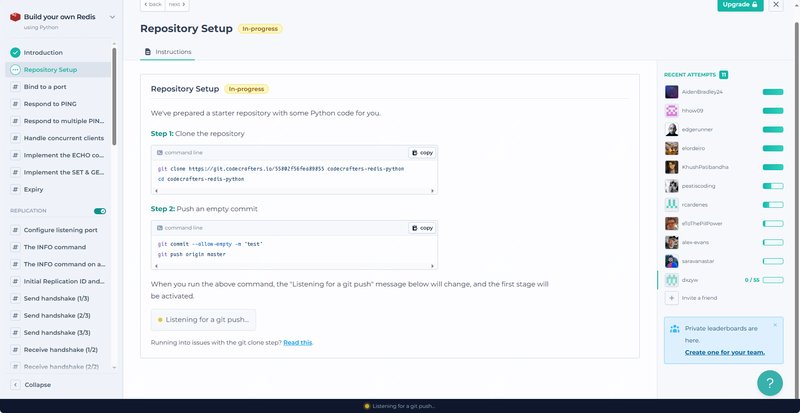 Build your own Redis
using Python
Introduction
Repository Setup
Bind to a port
Respond to PING
Respond to multiple PIN...
Handle concurrent clients
Implement the ECHO co...
Implement the SET & GE...
Expiry
REPLICATION
Configure listening port
The INFO command
The INFO command on a...
Initial Replication ID and...
Send handshake (1/3)
Send handshake (2/3)
Send handshake (3/3)
Receive handshake (1/2)
Receive handshake (2/2)
Collapse
back next
Upgrade
Repository Setup In-progress
Instructions
Repository Setup In-progress
We've prepared a starter repository with some Python code for you.
Step 1: Clone the repository
command line copy
git clone https://git.codecrafters.io/ codecrafters-redis-python
cd codecrafters-redis-python
Step 2: Push an empty commit
command line copy
git commit --allow-empty -m 'test'
git push origin master
When you run the above command, the "Listening for a git push" message below will change, and the first stage will
be activated.
Listening for a git push...
Running into issues with the git clone step? Read this.
RECENT ATTEMPTS 11
AidenBradley24
hhow09
edgerunner
elordeiro
KhushPatibandha
peatiscoding
rcardenes
eToThePiIPower
alex-evans
saravanastar
dxzyw 0 / 55
Invite a friend
Private leaderboards are
here.
Create one for your team.
?
Listening for a git push...